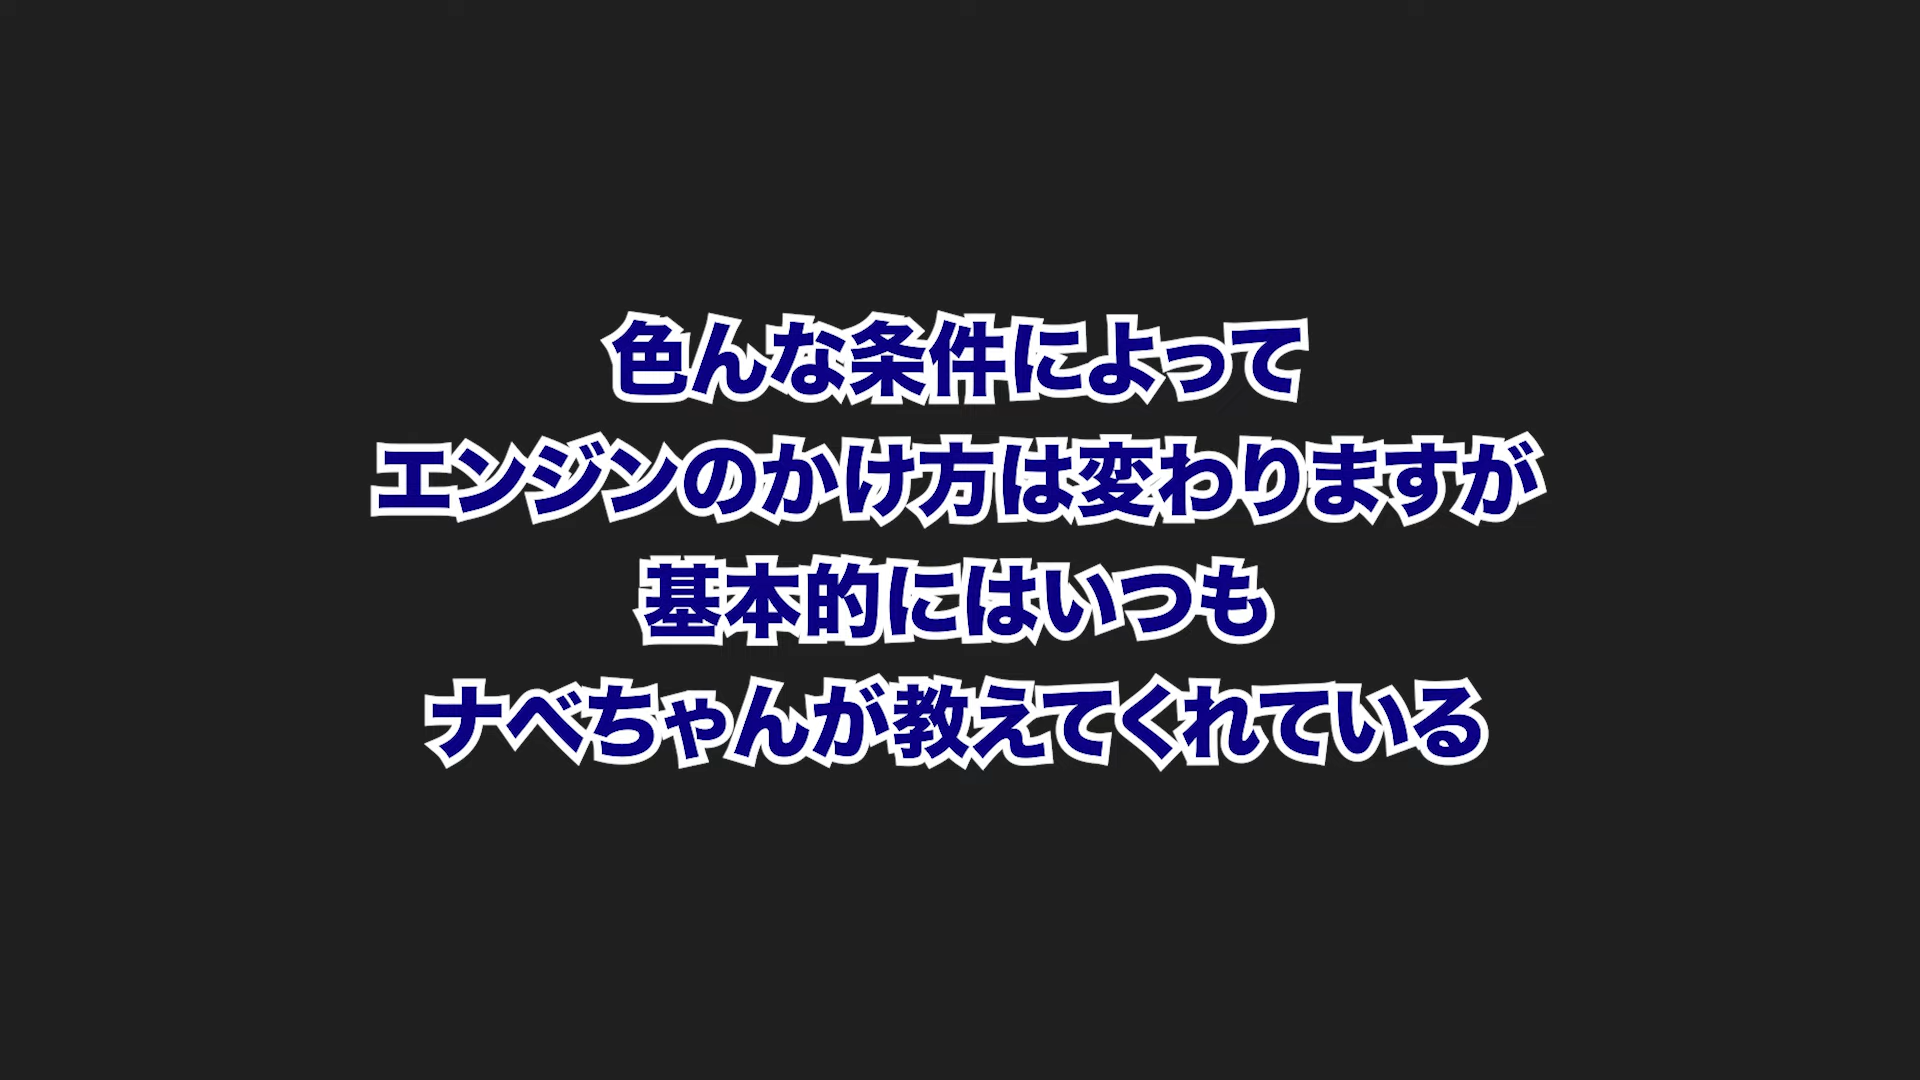 色んな条件によって
エンジンのかけ方は変わりますが
基本的にはいつも
ナベちゃんが教えてくれている